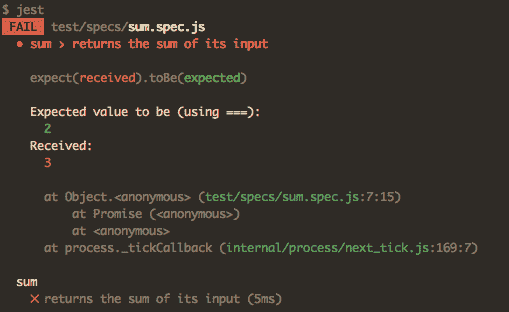 $ jest
FAIL test/specs/sum.spec.js
● sum › returns the sum of its input
expect(received).toBe(expected)
Expected value to be (using ===):
2
Received:
3
at Object.<anonymous> (test/specs/sum.spec.js:7:15)
at Promise (<anonymous>)
at <anonymous>
at process._tickCallback (internal/process/next_tick.js:169:7)
sum
✕ returns the sum of its input (5ms)